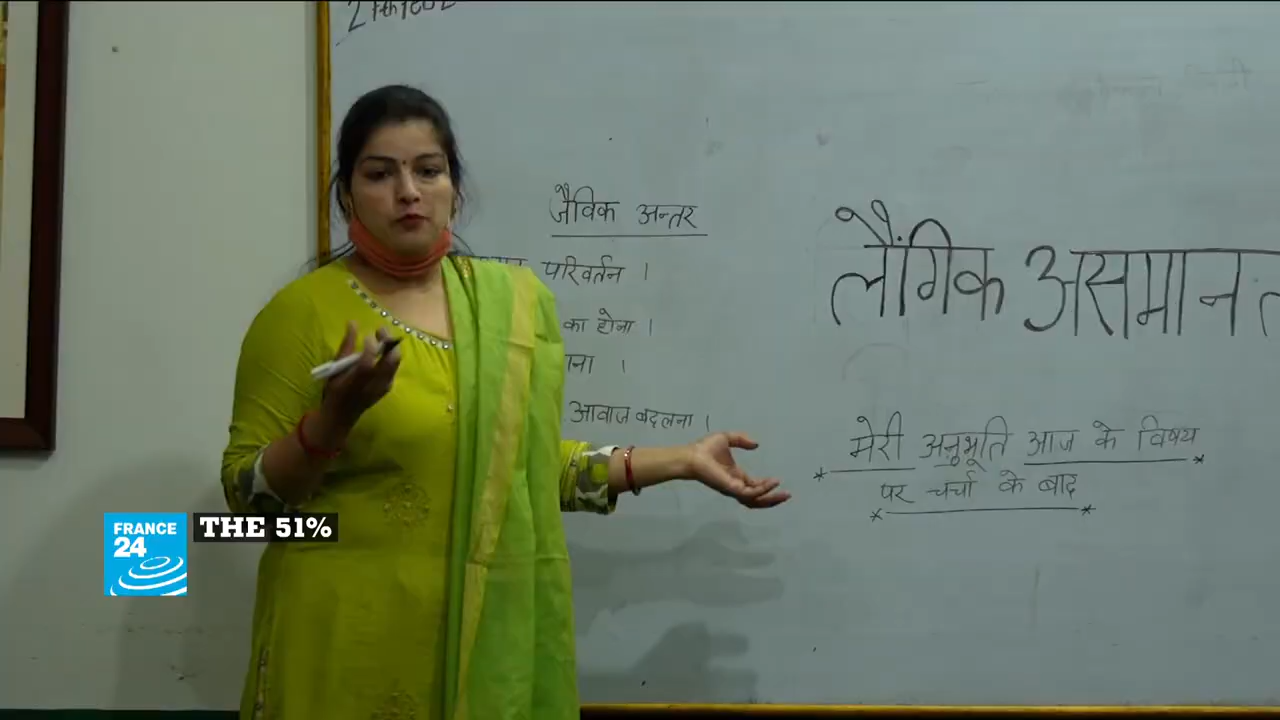 जैविक अन्तर
परिवर्तन ।
का होना ।
आवाज बदलना ।
लैंगिक असमान
मेरी अनुभूति आज के विषय
पर चर्चा के बाद
FRANCE
24
THE 51%